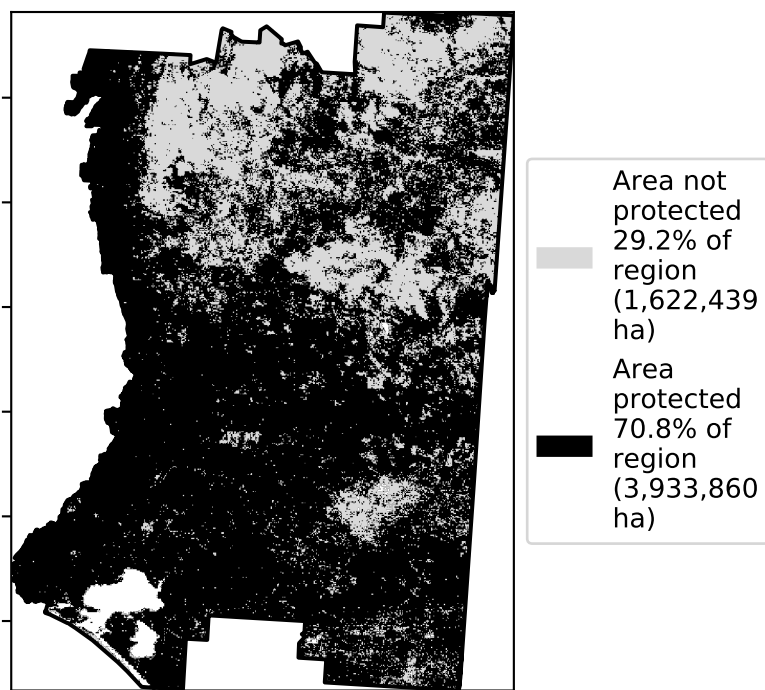 Area not
protected
29.2% of
region
(1,622,439
ha)
Area
protected
70.8% of
region
(3,933,860
ha)